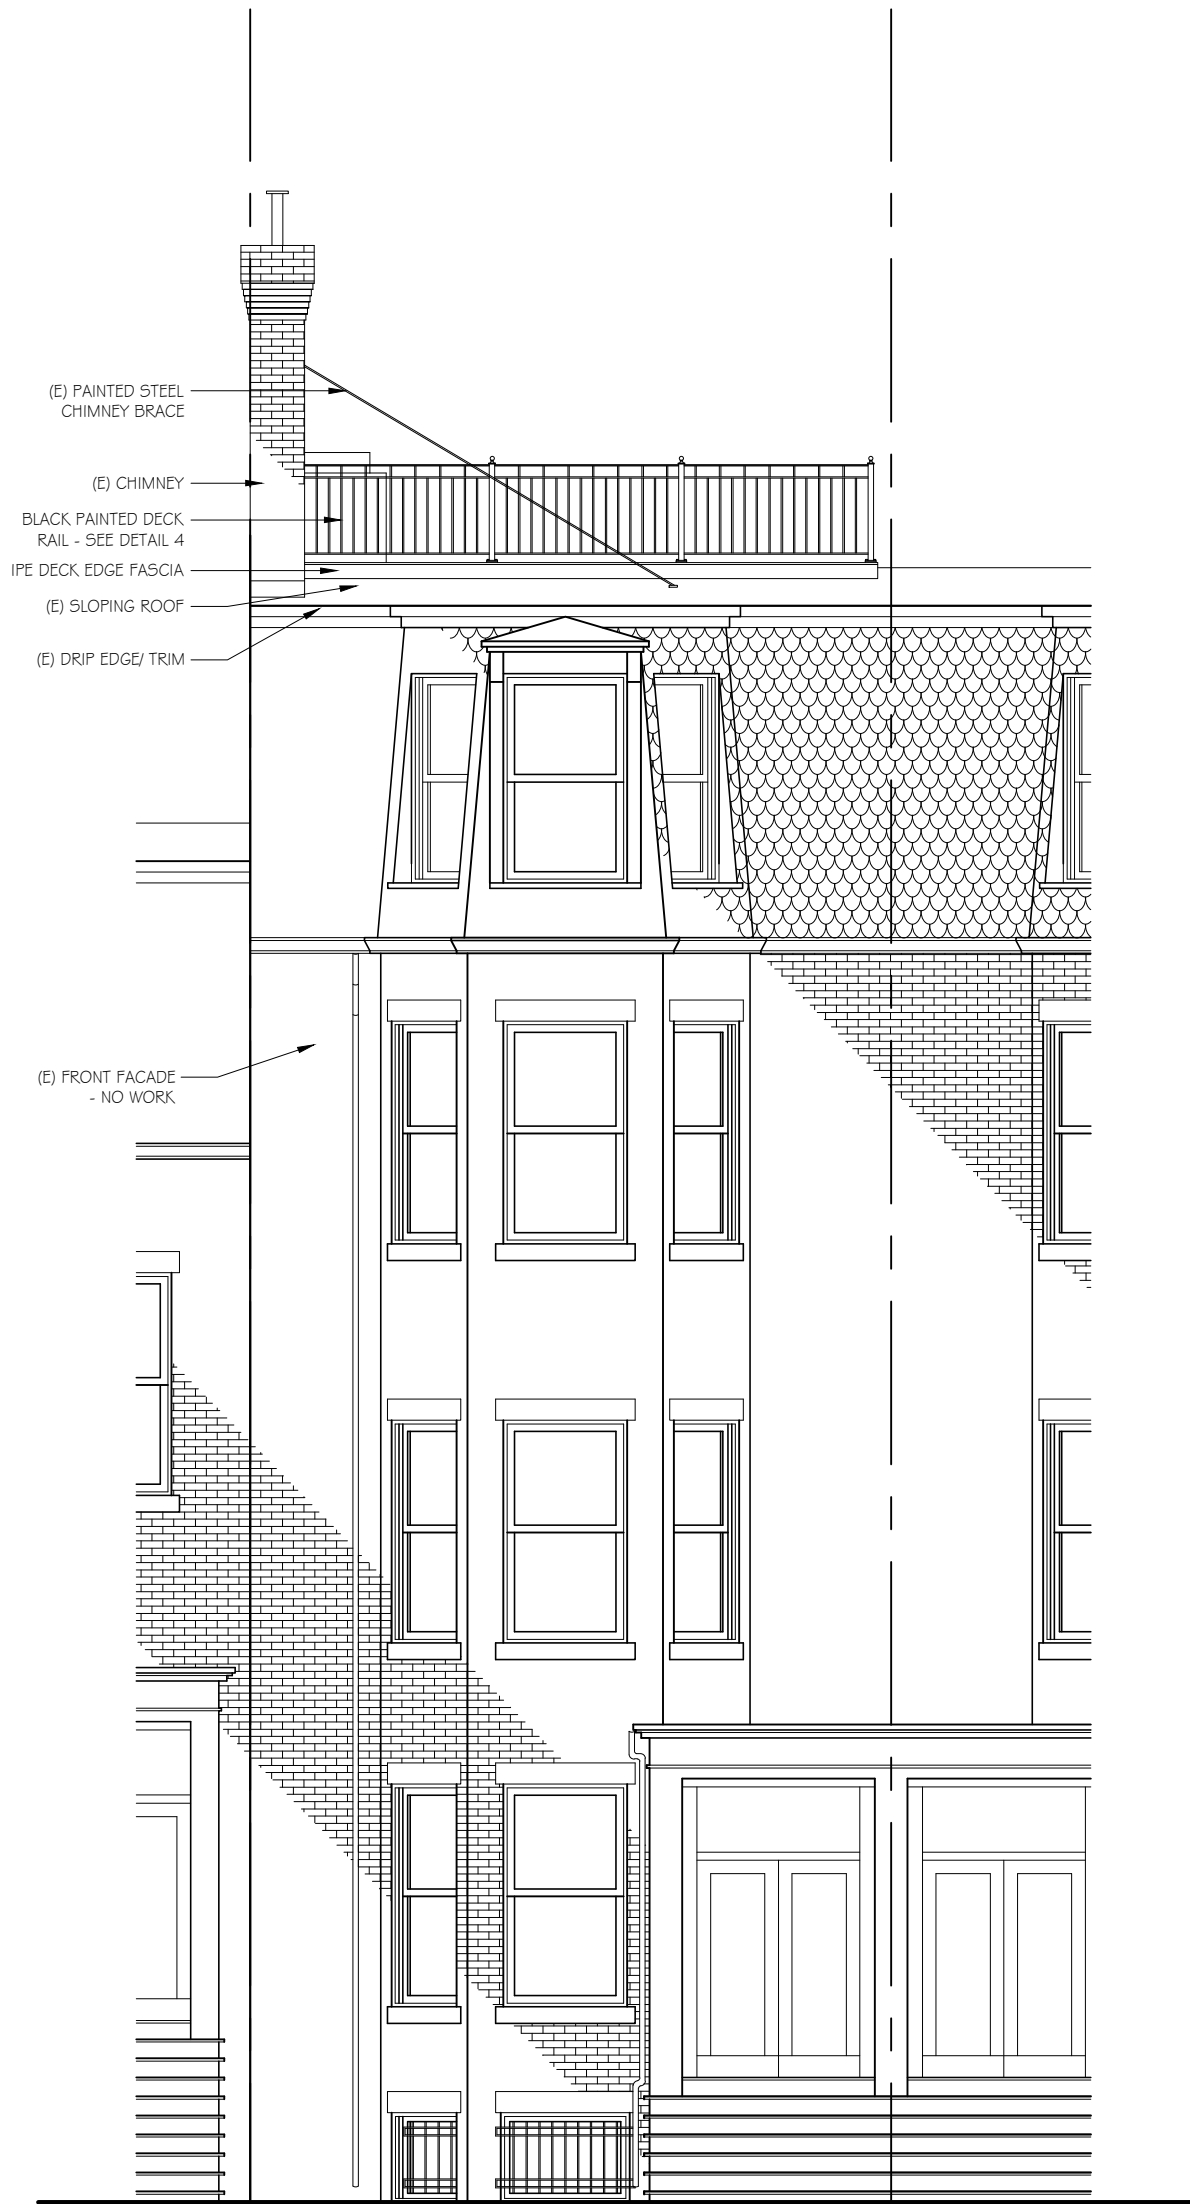 (E) PAINTED STEEL
CHIMNEY BRACE
(E) CHIMNEY
BLACK PAINTED DECK
RAIL - SEE DETAIL 4
IPE DECK EDGE FASCIA
(E) SLOPING ROOF
(E) DRIP EDGE/ TRIM
(E) FRONT FACADE
- NO WORK